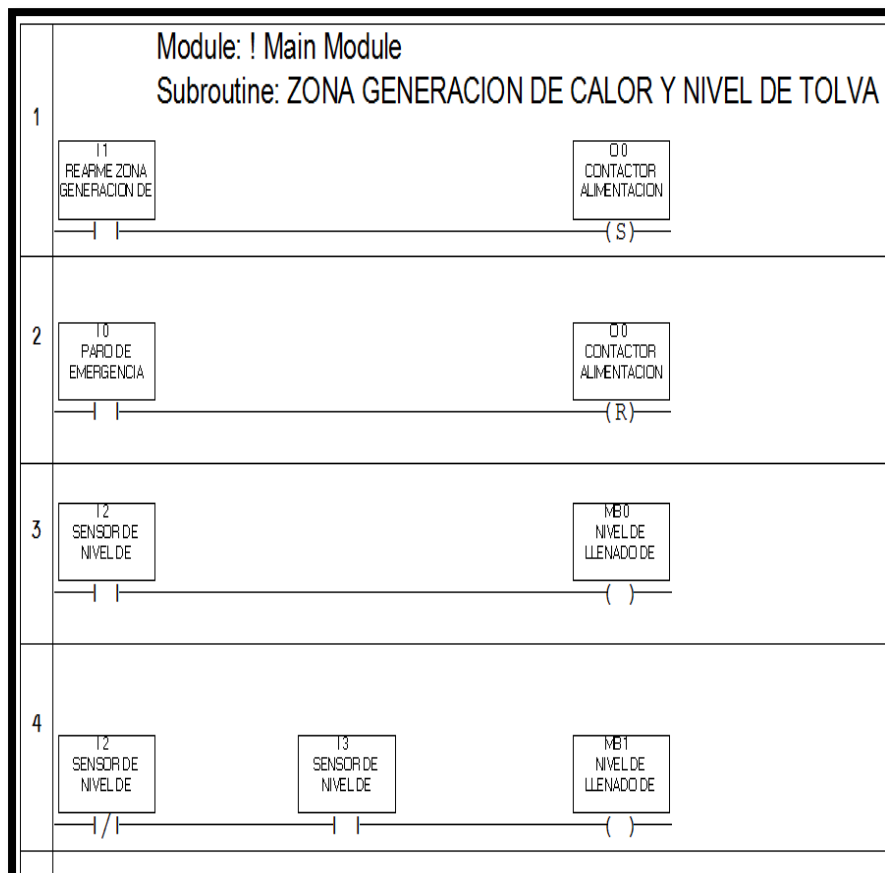 Module: ! Main Module
Subroutine: ZONA GENERACION DE CALOR Y NIVEL DE TOLVA
1
I1
REARME ZONA
GENERACION DE
O0
CONTACTOR
ALIMENTACION
(S)
2
I0
PARO DE
EMERGENCIA
O0
CONTACTOR
ALIMENTACION
(R)
3
I2
SENSOR DE
NIVEL DE
MB0
NIVEL DE
LLENADO DE
4
I2
SENSOR DE
NIVEL DE
I3
SENSOR DE
NIVEL DE
MB1
NIVEL DE
LLENADO DE